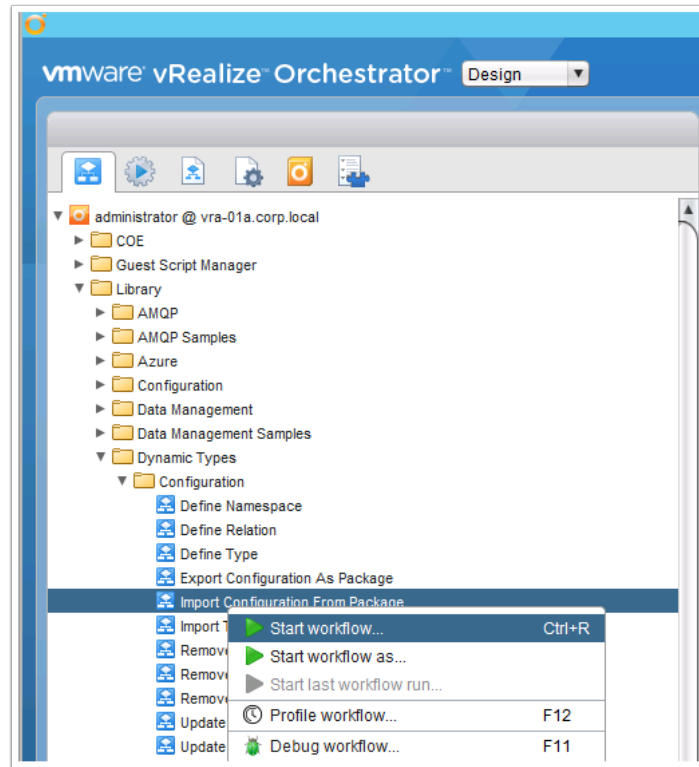 vmware vRealize™ Orchestrator™ Design
administrator @ vra-01a.corp.local
COE
Guest Script Manager
Library
AMQP
AMQP Samples
Azure
Configuration
Data Management
Data Management Samples
Dynamic Types
Configuration
Define Namespace
Define Relation
Define Type
Export Configuration As Package
Import Configuration From Package
Import T
Start workflow... Ctrl+R
Remove
Start workflow as...
Remove
Start last workflow run...
Remove
Update
Profile workflow... F12
Update
Debug workflow... F11